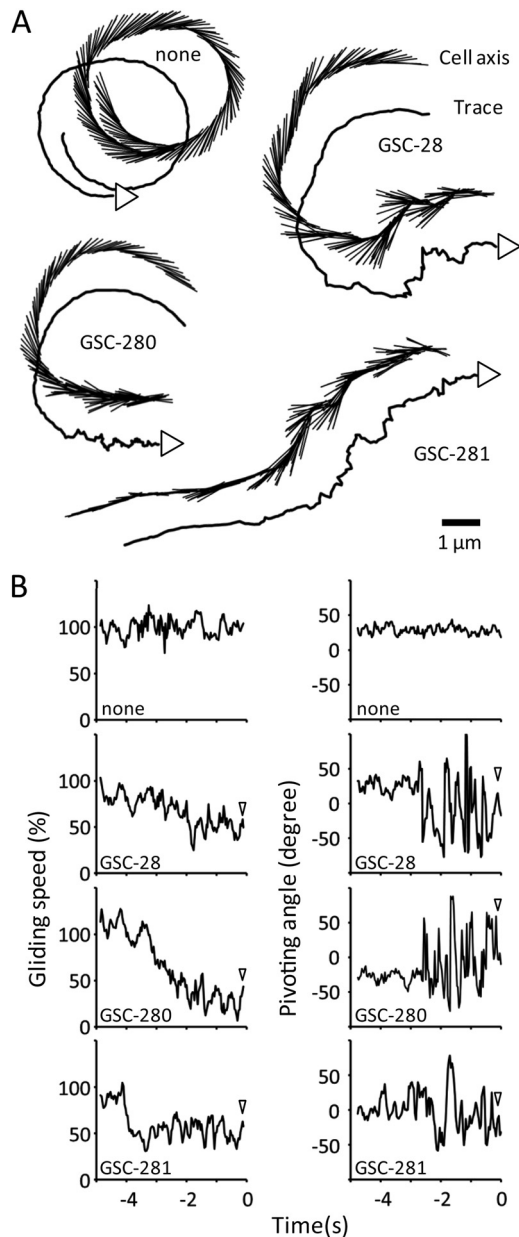 A
none
Cell axis
Trace
GSC-28
GSC-280
GSC-281
1 µm
B
Gliding speed (%)
100
50
0
none
50
0
-50
none
100
50
0
GSC-28
50
0
-50
GSC-28
100
50
0
GSC-280
50
0
-50
GSC-280
100
50
0
GSC-281
50
0
-50
GSC-281
Pivoting angle (degree)
-4 -2 0
-4 -2 0
Time(s)